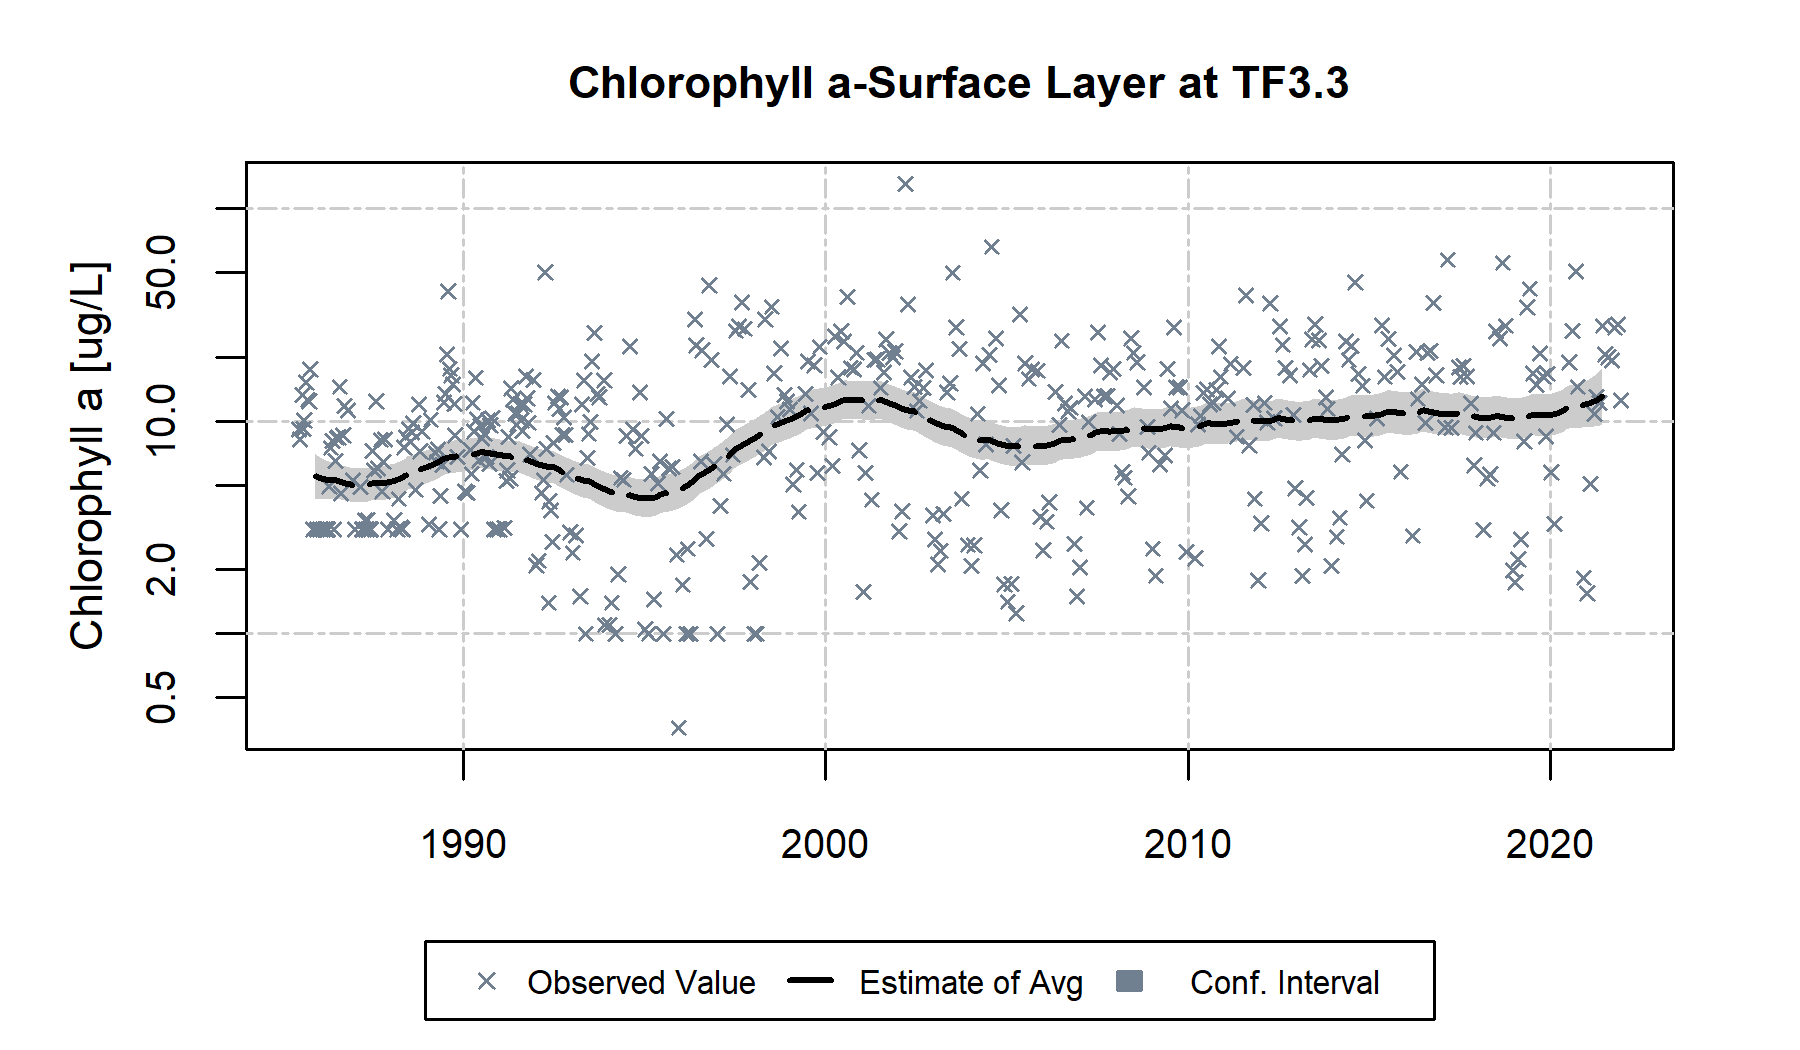 Chlorophyll a-Surface Layer at TF3.3
Chlorophyll a [ug/L]
50.0
10.0
2.0
0.5
1990 2000 2010 2020
Observed Value Estimate of Avg Conf. Interval